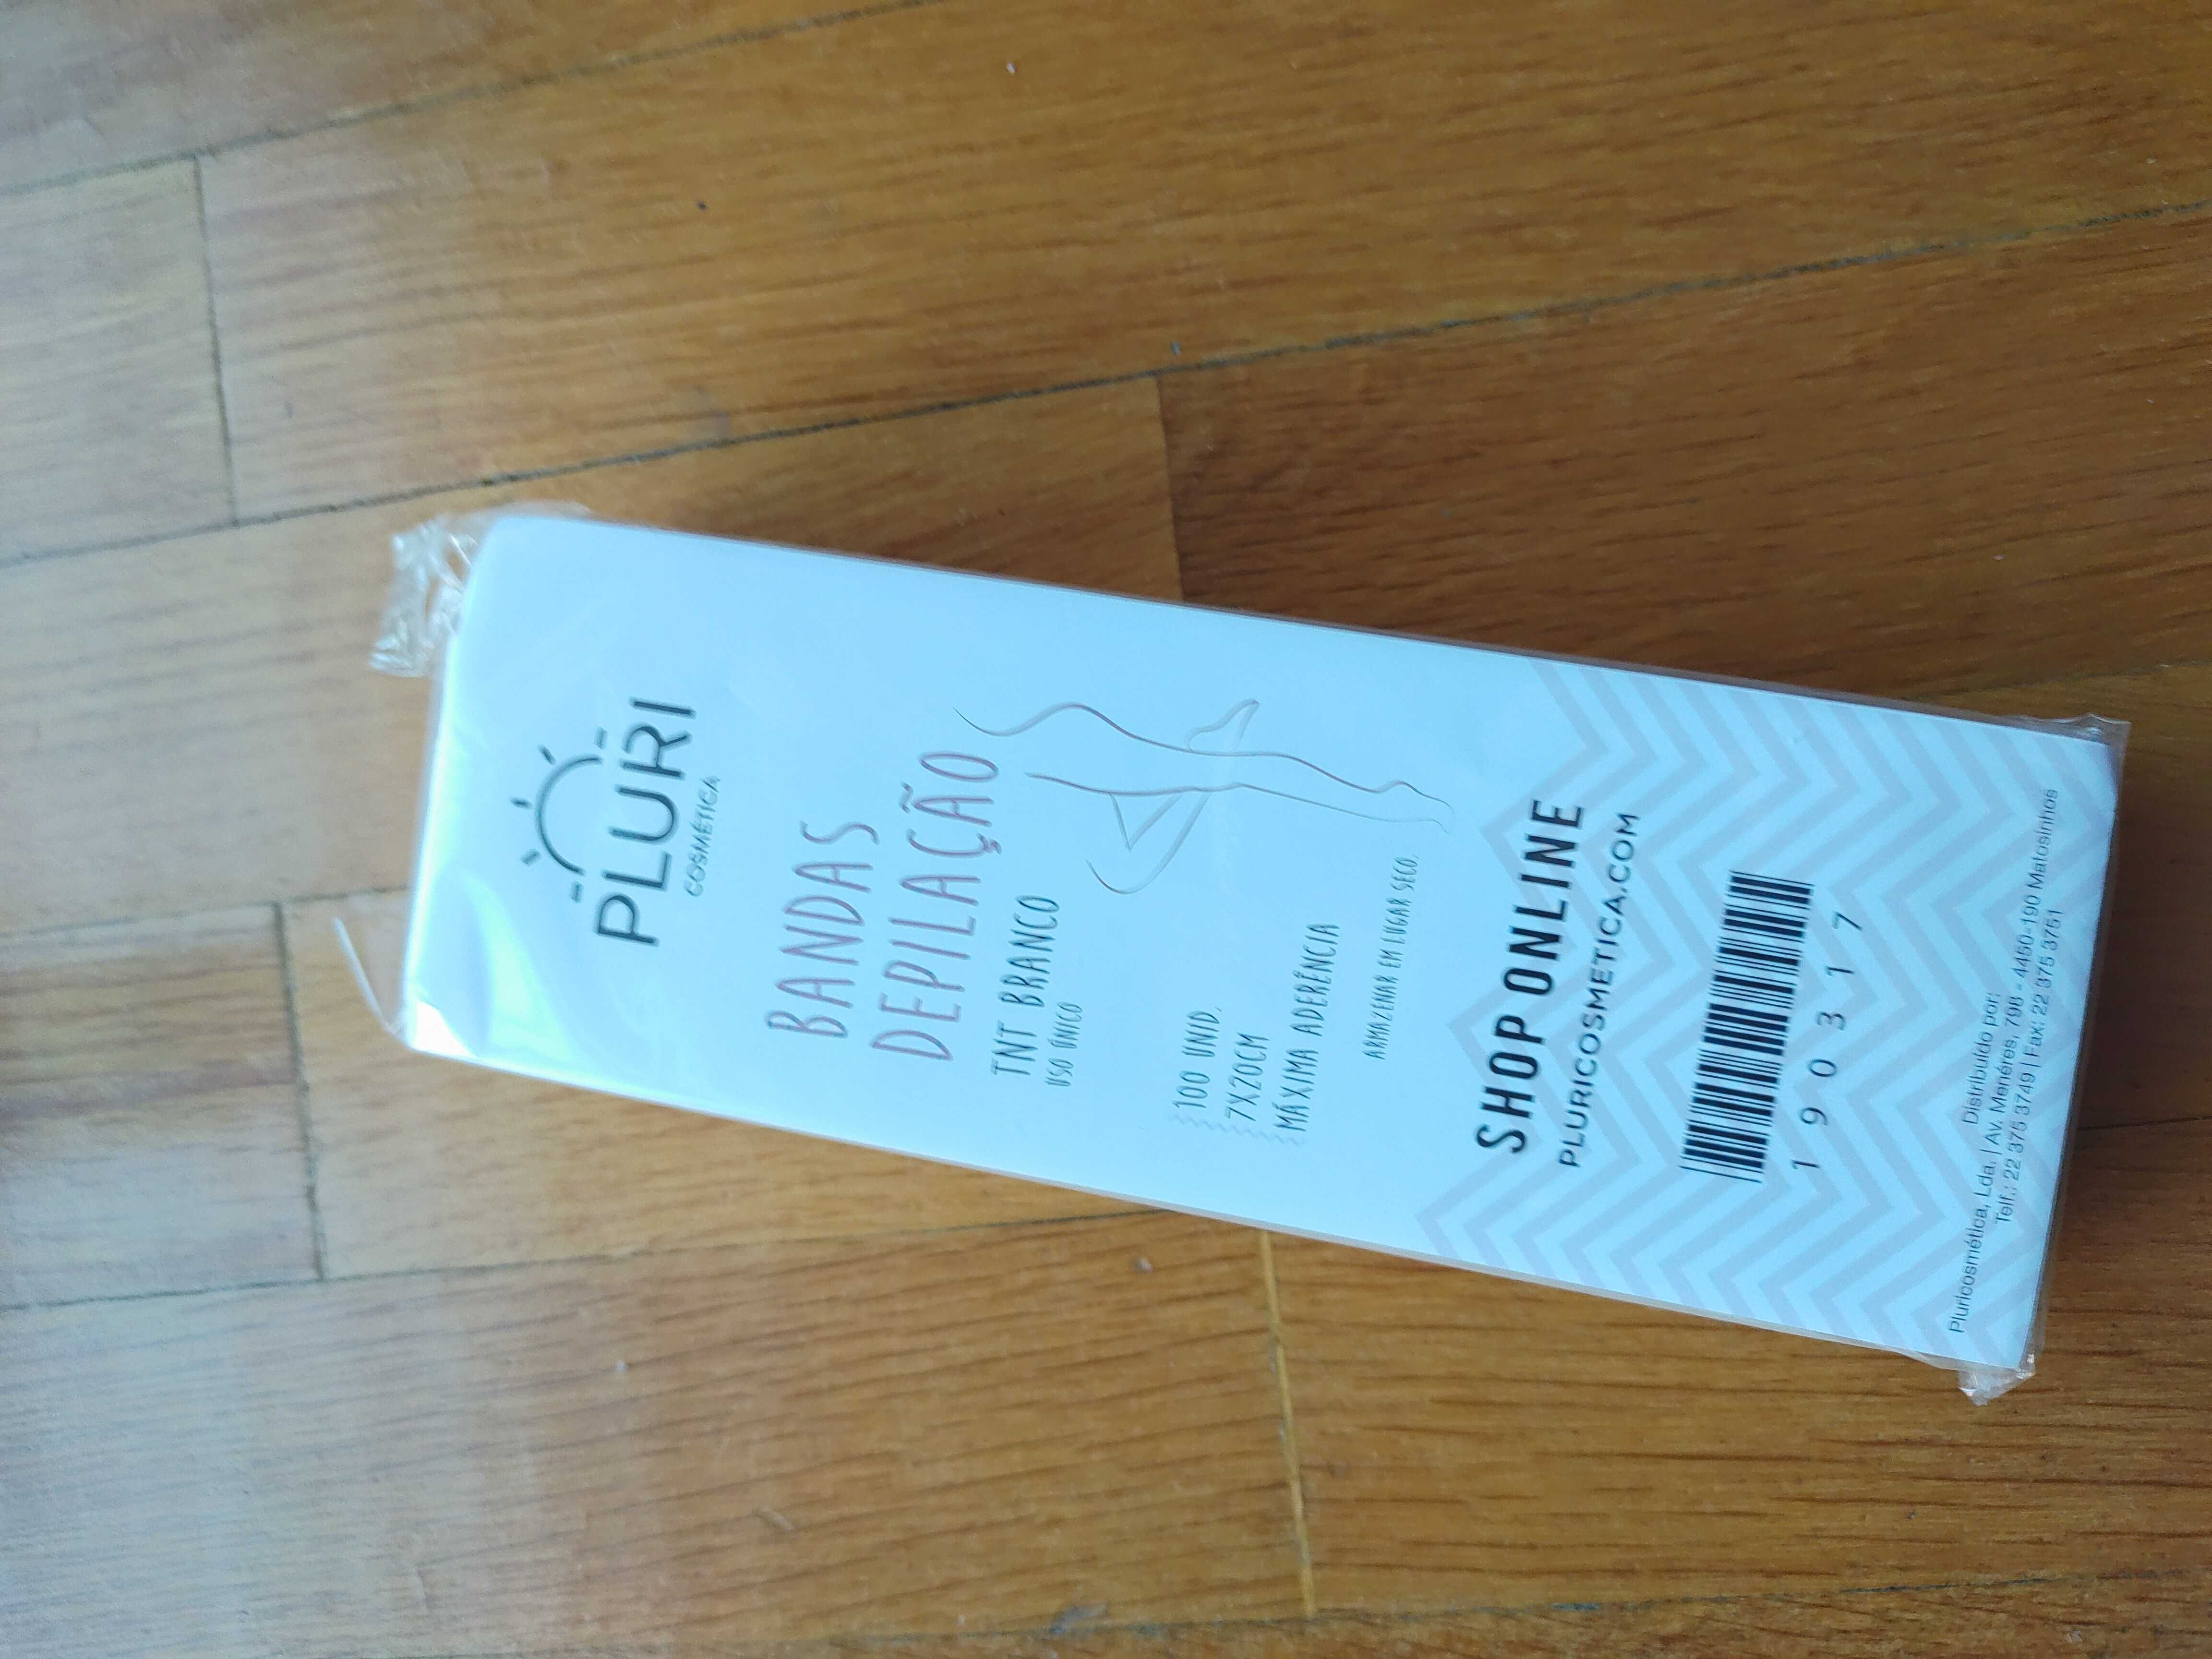 PLURI
COSMÉTICA
BANDAS
DEPILAÇÃO
TNT BRANCO
USO ÚNICO
100 UNID.
7X20CM
MÁXIMA ADERÊNCIA
ARMAZENAR EM LUGAR SECO.
SHOP ONLINE
PLURICOSMETICA.COM
1 9 0 3 1 7
Distribuído por:
Pluricosmética, Lda. | Av. Menéres, 798 - 4450-190 Matosinhos
Telf.: 22 375 3749 | Fax: 22 375 3751